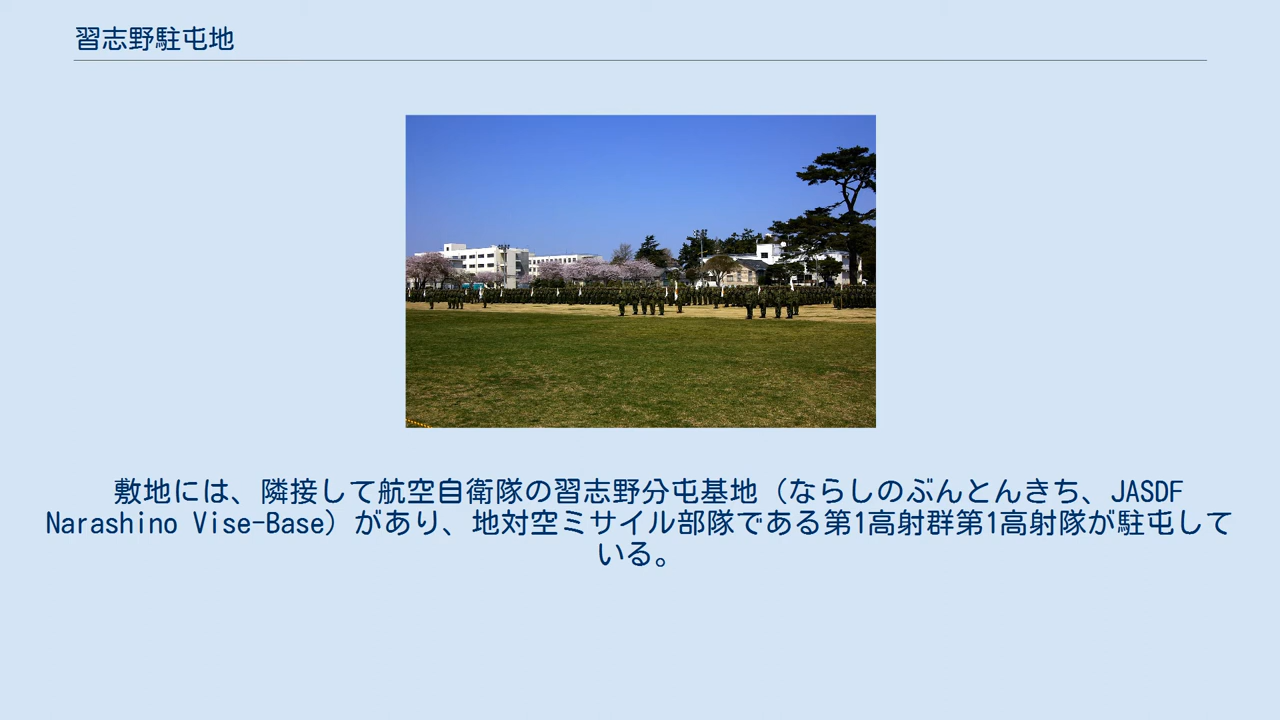 習志野駐屯地
敷地には、隣接して航空自衛隊の習志野分屯基地（ならしのぶんとんきち、JASDF
Narashino Vise-Base）があり、地対空ミサイル部隊である第1高射群第1高射隊が駐屯して
いる。